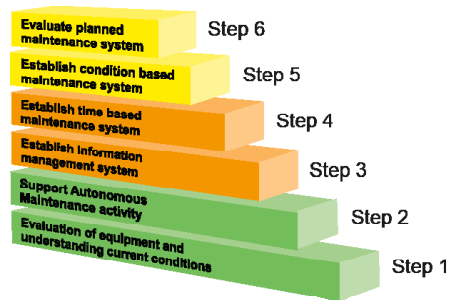 Evaluate planned
maintenance system
Step 6
Establish condition based
maintenance system
Step 5
Establish time based
maintenance system
Step 4
Establish Information
management system
Step 3
Support Autonomous
Maintenance activity
Step 2
Evaluation of equipment and
understanding current conditions
Step 1